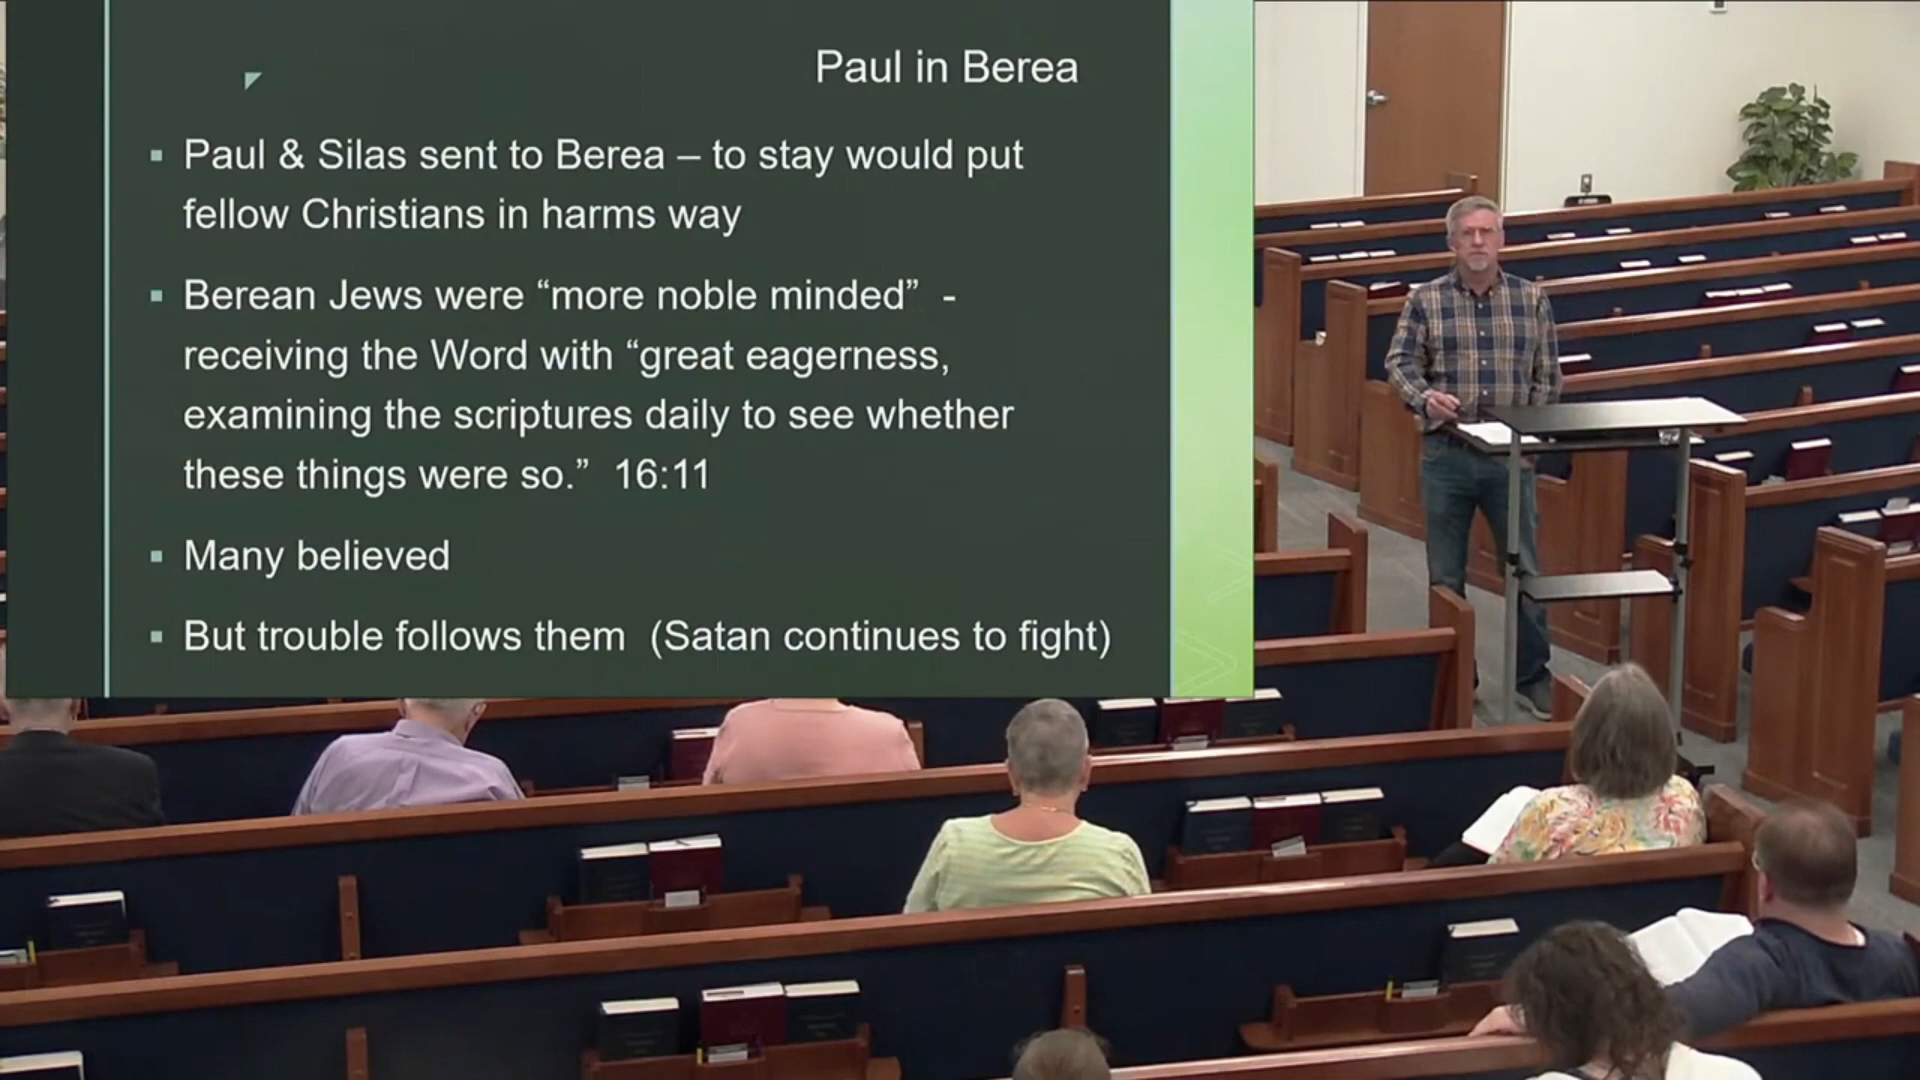 Paul in Berea
▪ Paul & Silas sent to Berea – to stay would put
fellow Christians in harms way
▪ Berean Jews were “more noble minded”  -
receiving the Word with “great eagerness,
examining the scriptures daily to see whether
these things were so.”  16:11
▪ Many believed
▪ But trouble follows them  (Satan continues to fight)